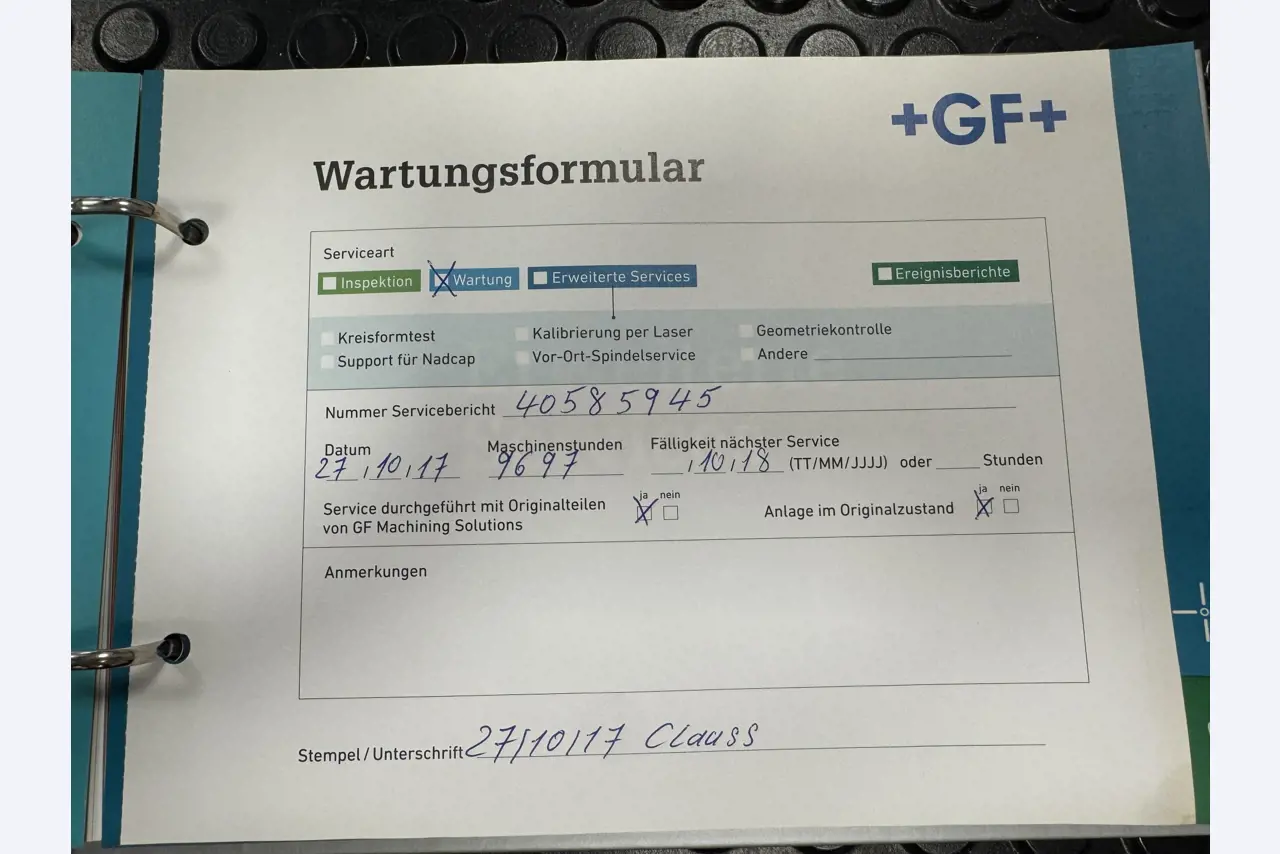 +GF+
Wartungsformular
Serviceart
Inspektion Wartung Erweiterte Services Ereignisberichte
Kreisformtest Kalibrierung per Laser Geometriekontrolle
Support für Nadcap Vor-Ort-Spindelservice Andere
Nummer Servicebericht 40585945
Datum Maschinenstunden Fälligkeit nächster Service
27,10,17 9697 ,10,18 (TT/MM/JJJJ) oder Stunden
ja nein ja nein
Service durchgeführt mit Originalteilen Anlage im Originalzustand
von GF Machining Solutions
Anmerkungen
Stempel/Unterschrift 27/10/17 Clauss